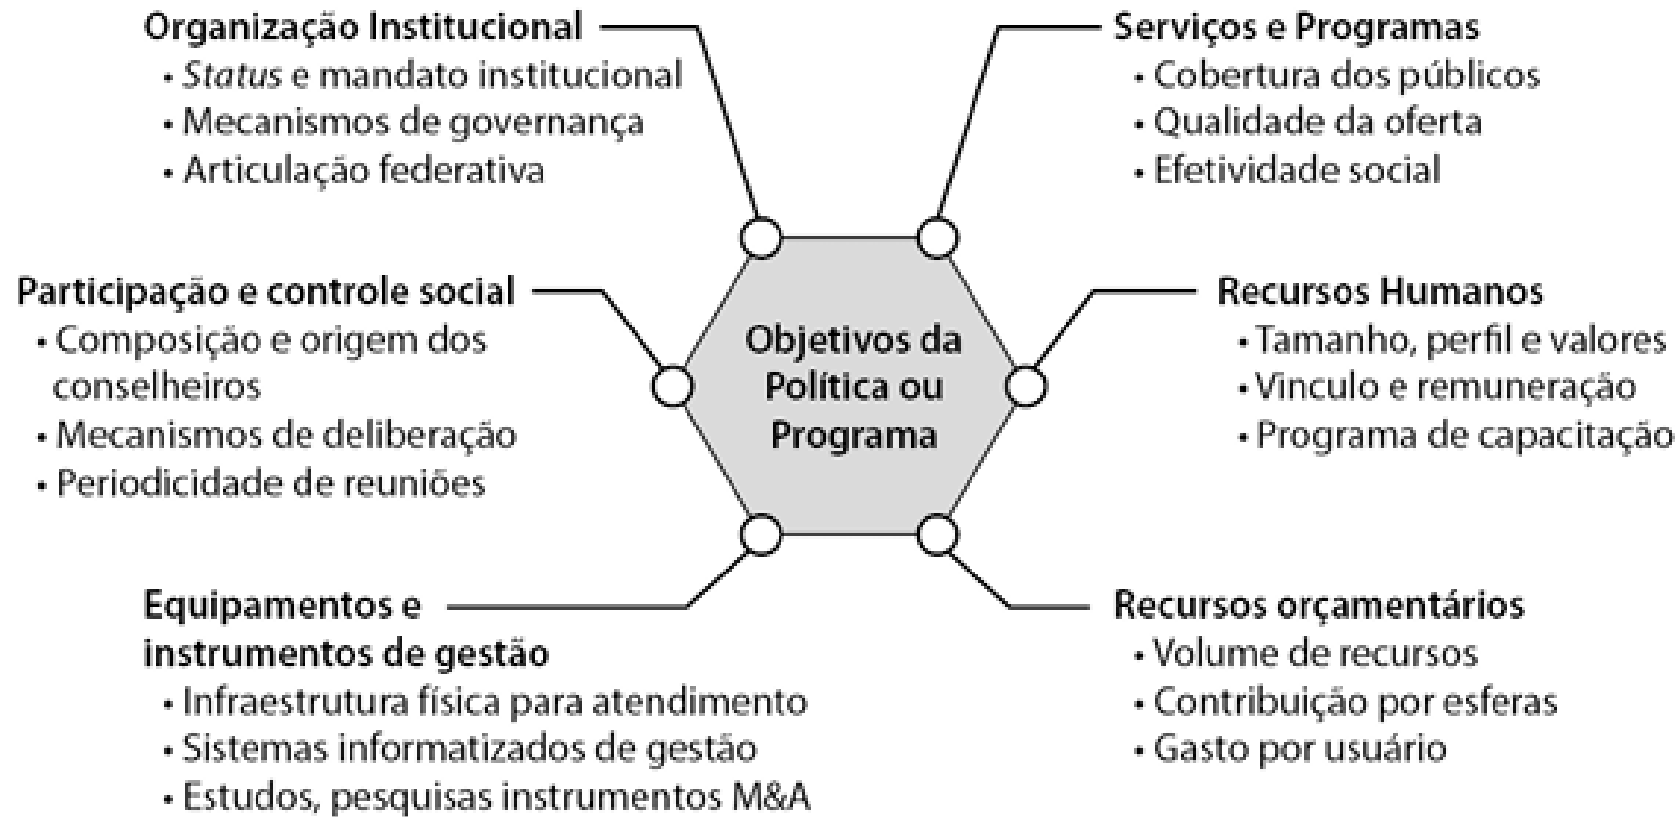 Organização Institucional
• Status e mandato institucional
• Mecanismos de governança
• Articulação federativa
Serviços e Programas
• Cobertura dos públicos
• Qualidade da oferta
• Efetividade social
Participação e controle social
• Composição e origem dos
conselheiros
• Mecanismos de deliberação
• Periodicidade de reuniões
Objetivos da
Política ou
Programa
Recursos Humanos
• Tamanho, perfil e valores
• Vinculo e remuneração
• Programa de capacitação
Equipamentos e
instrumentos de gestão
• Infraestrutura física para atendimento
• Sistemas informatizados de gestão
• Estudos, pesquisas instrumentos M&A
Recursos orçamentários
• Volume de recursos
• Contribuição por esferas
• Gasto por usuário